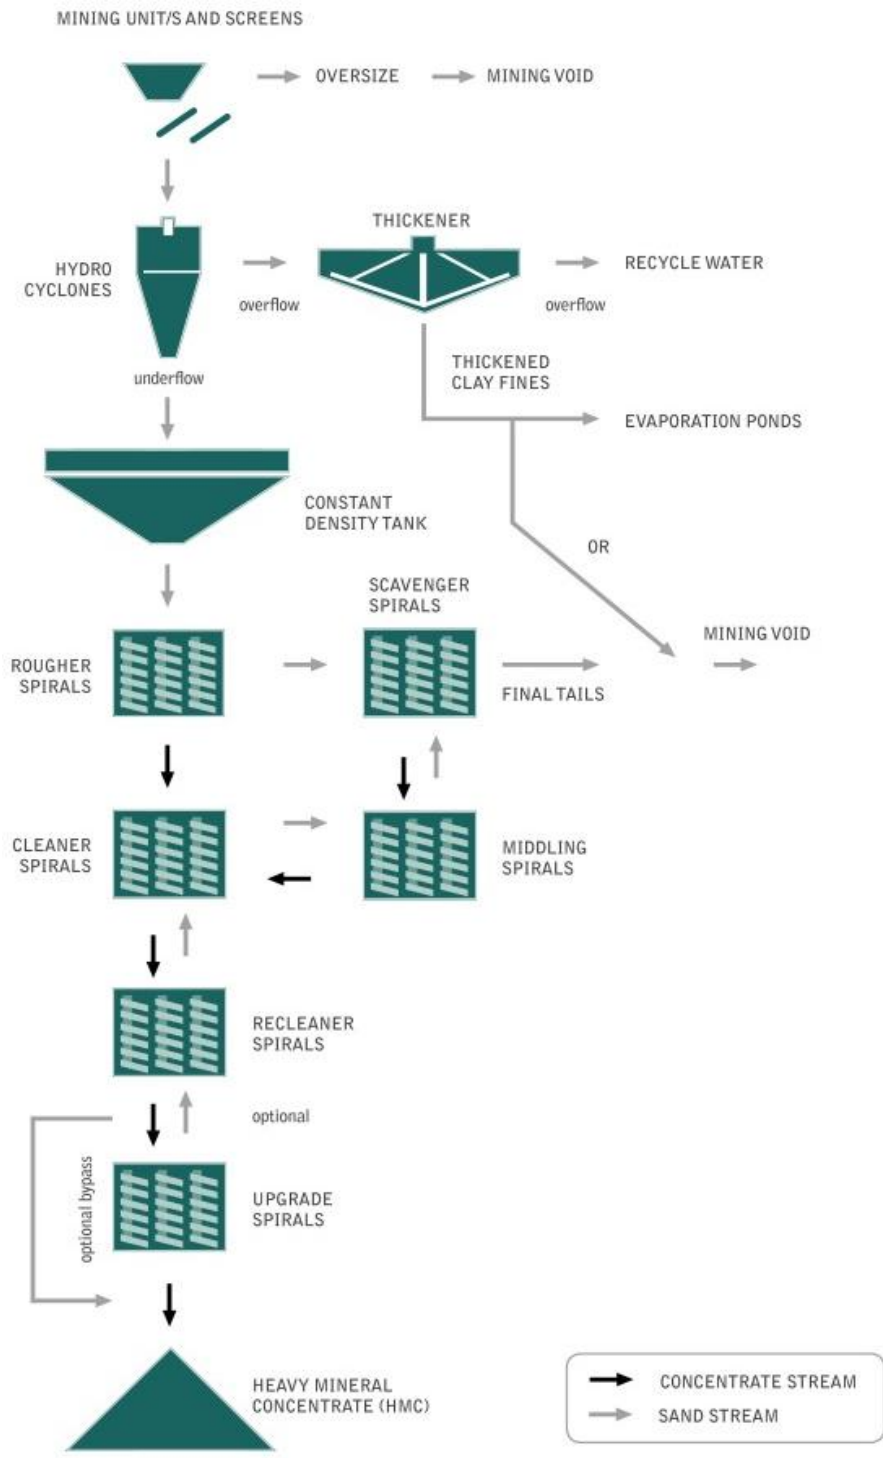 MINING UNIT/S AND SCREENS
OVERSIZE
MINING VOID
THICKENER
HYDRO
CYCLONES
RECYCLE WATER
overflow
overflow
underflow
THICKENED
CLAY FINES
EVAPORATION PONDS
CONSTANT
DENSITY TANK
OR
SCAVENGER
SPIRALS
MINING VOID
ROUGHER
SPIRALS
FINAL TAILS
CLEANER
SPIRALS
MIDDLING
SPIRALS
RECLEANER
SPIRALS
optional
optional bypass
UPGRADE
SPIRALS
HEAVY MINERAL
CONCENTRATE (HMC)
CONCENTRATE STREAM
SAND STREAM